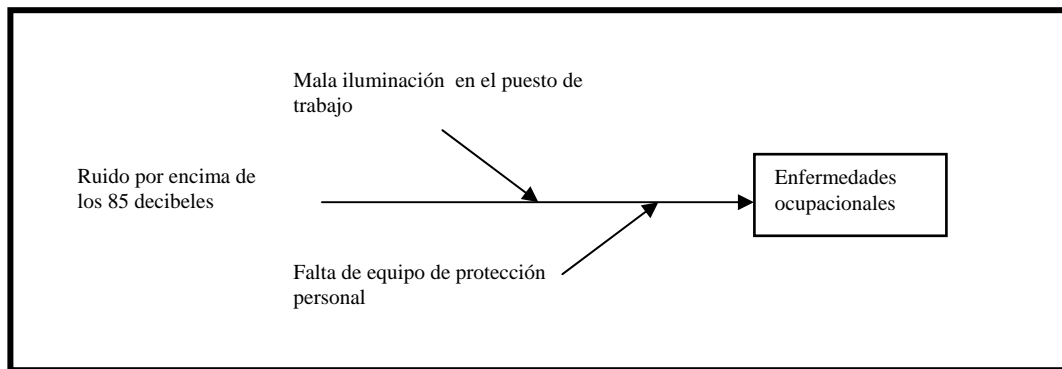 Mala iluminación en el puesto de
trabajo
Ruido por encima de
los 85 decibeles
Enfermedades
ocupacionales
Falta de equipo de protección
personal